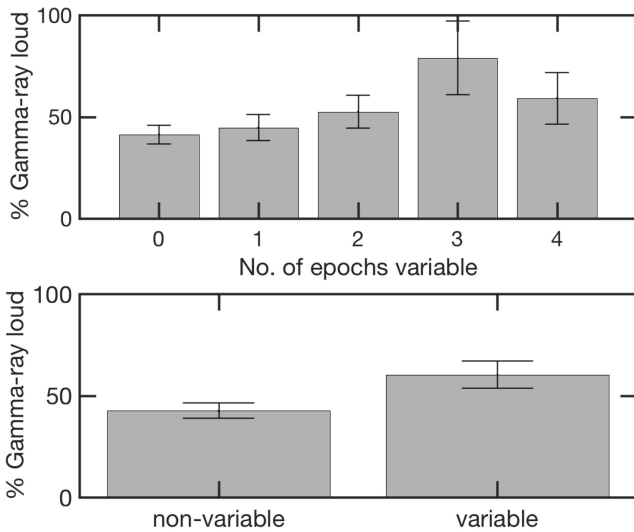 % Gamma-ray loud
100
50
0
0 1 2 3 4
No. of epochs variable
% Gamma-ray loud
100
50
0
non-variable variable